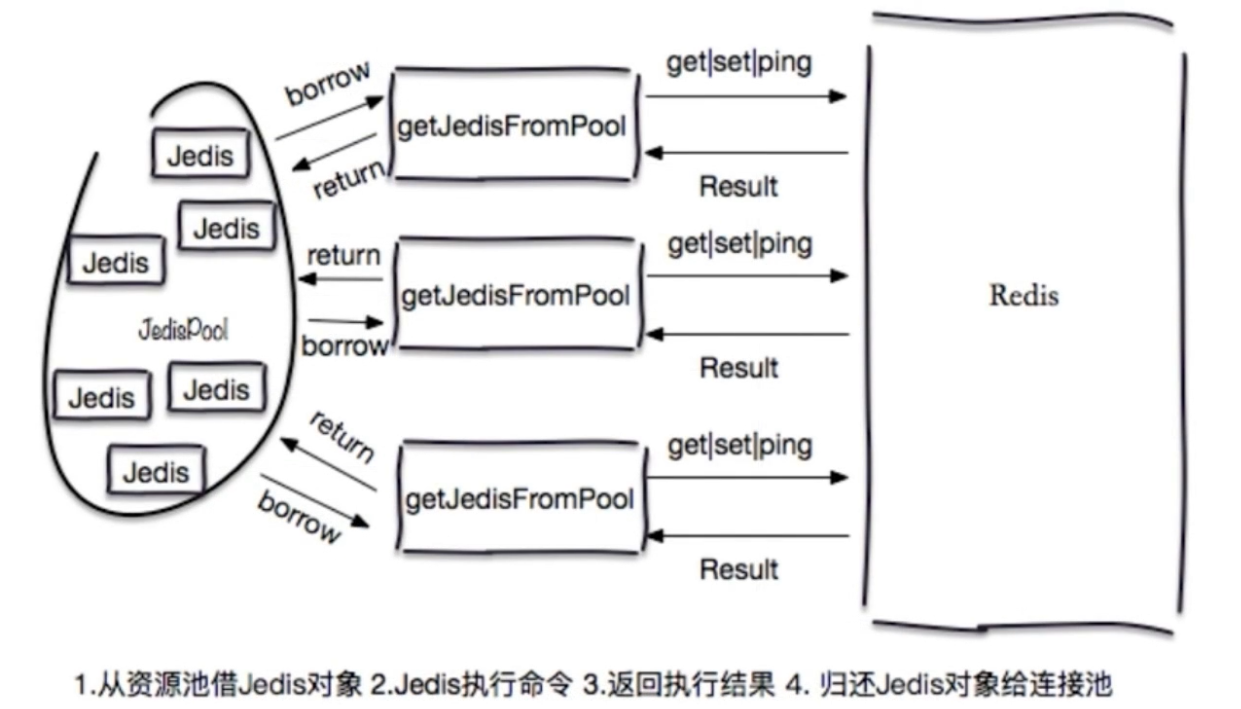 borrow
get|set|ping
getJedisFromPool
Jedis
return
Result
Jedis
get|set|ping
return
Jedis
getJedisFromPool
Redis
JedisPool
borrow
Result
Jedis
Jedis
return
get|set|ping
Jedis
getJedisFromPool
borrow
Result
1.从资源池借Jedis对象 2.Jedis执行命令 3.返回执行结果 4. 归还Jedis对象给连接池